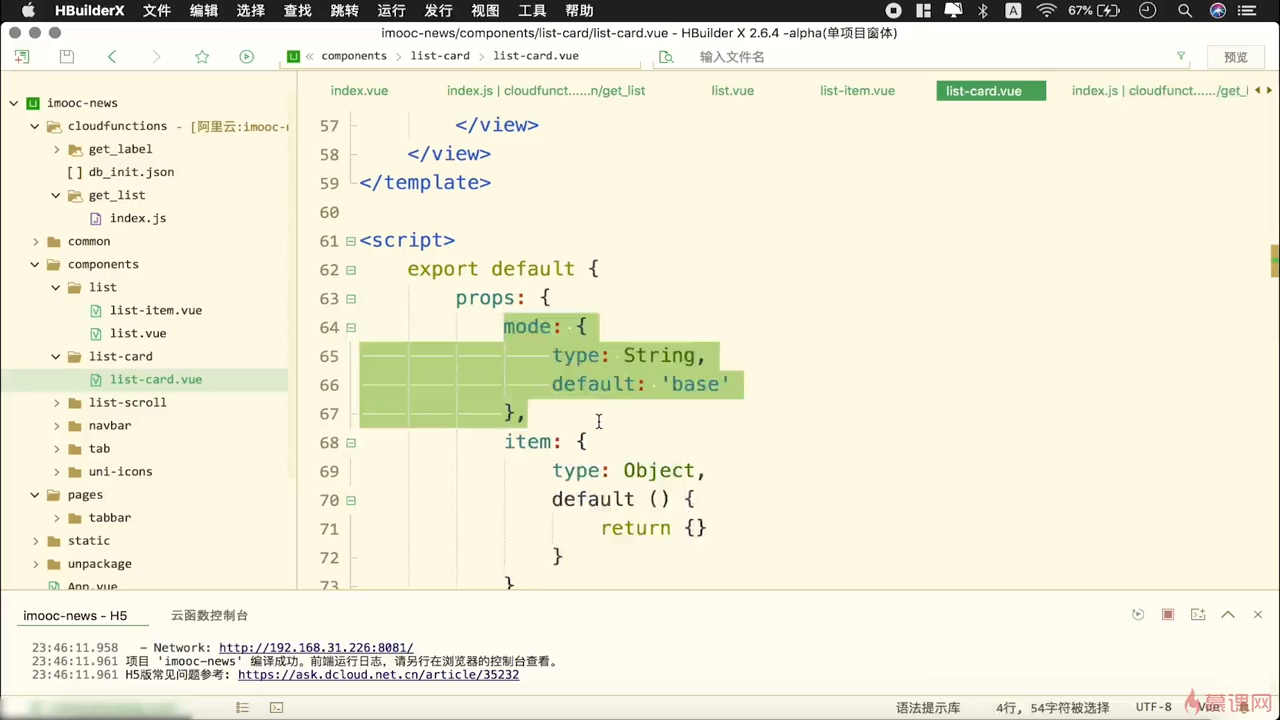 HBuilderX 文件 编辑 选择 查找 跳转 运行 发行 视图 工具 帮助 A 67%
imooc-news/components/list-card/list-card.vue - HBuilder X 2.6.4 -alpha(单项目窗体)
components list-card list-card.vue 输入文件名 预览
index.vue index.js | cloudfunct......n/get_list list.vue list-item.vue list-card.vue index.js | cloudfunct....../get_l
imooc-news
cloudfunctions - [阿里云:imooc-n
get_label
db_init.json
get_list
index.js
common
components
list
list-item.vue
list.vue
list-card
list-card.vue
list-scroll
navbar
tab
uni-icons
pages
tabbar
static
unpackage
App.vue
57 </view>
58 </view>
59 </template>
60
61 <script>
62 export default {
63 props: {
64 mode: {
65 type: String,
66 default: 'base'
67 },
68 item: {
69 type: Object,
70 default () {
71 return {}
72 }
73 }
imooc-news - H5 云函数控制台
23:46:11.958 - Network: http://192.168.31.226:8081/
23:46:11.961 项目 'imooc-news' 编译成功。前端运行日志，请另行在浏览器的控制台查看。
23:46:11.961 H5版常见问题参考: https://ask.dcloud.net.cn/article/35232
语法提示库 4行, 54字符被选择 UTF-8 Vue
慕课网